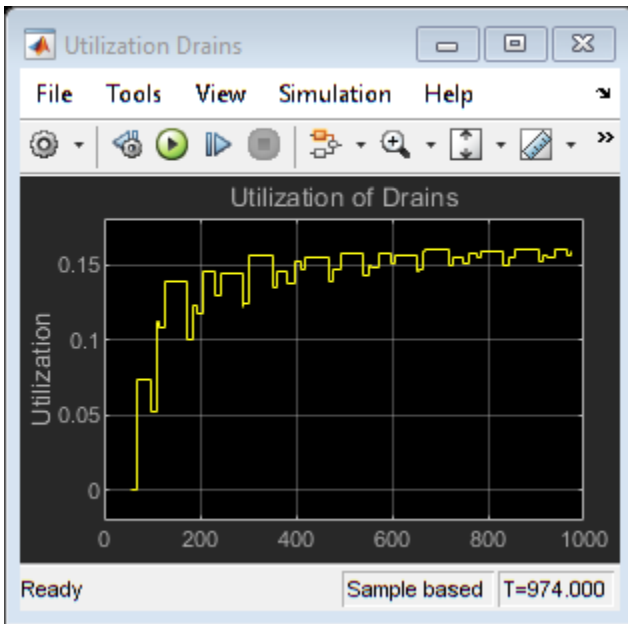 Utilization Drains
File Tools View Simulation Help
Utilization of Drains
Utilization
0.15
0.1
0.05
0
0 200 400 600 800 1000
Ready Sample based T=974.000